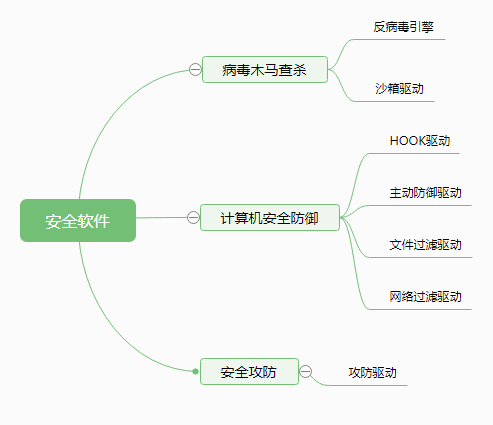 安全软件
病毒木马查杀
反病毒引擎
沙箱驱动
计算机安全防御
HOOK驱动
主动防御驱动
文件过滤驱动
网络过滤驱动
安全攻防
攻防驱动